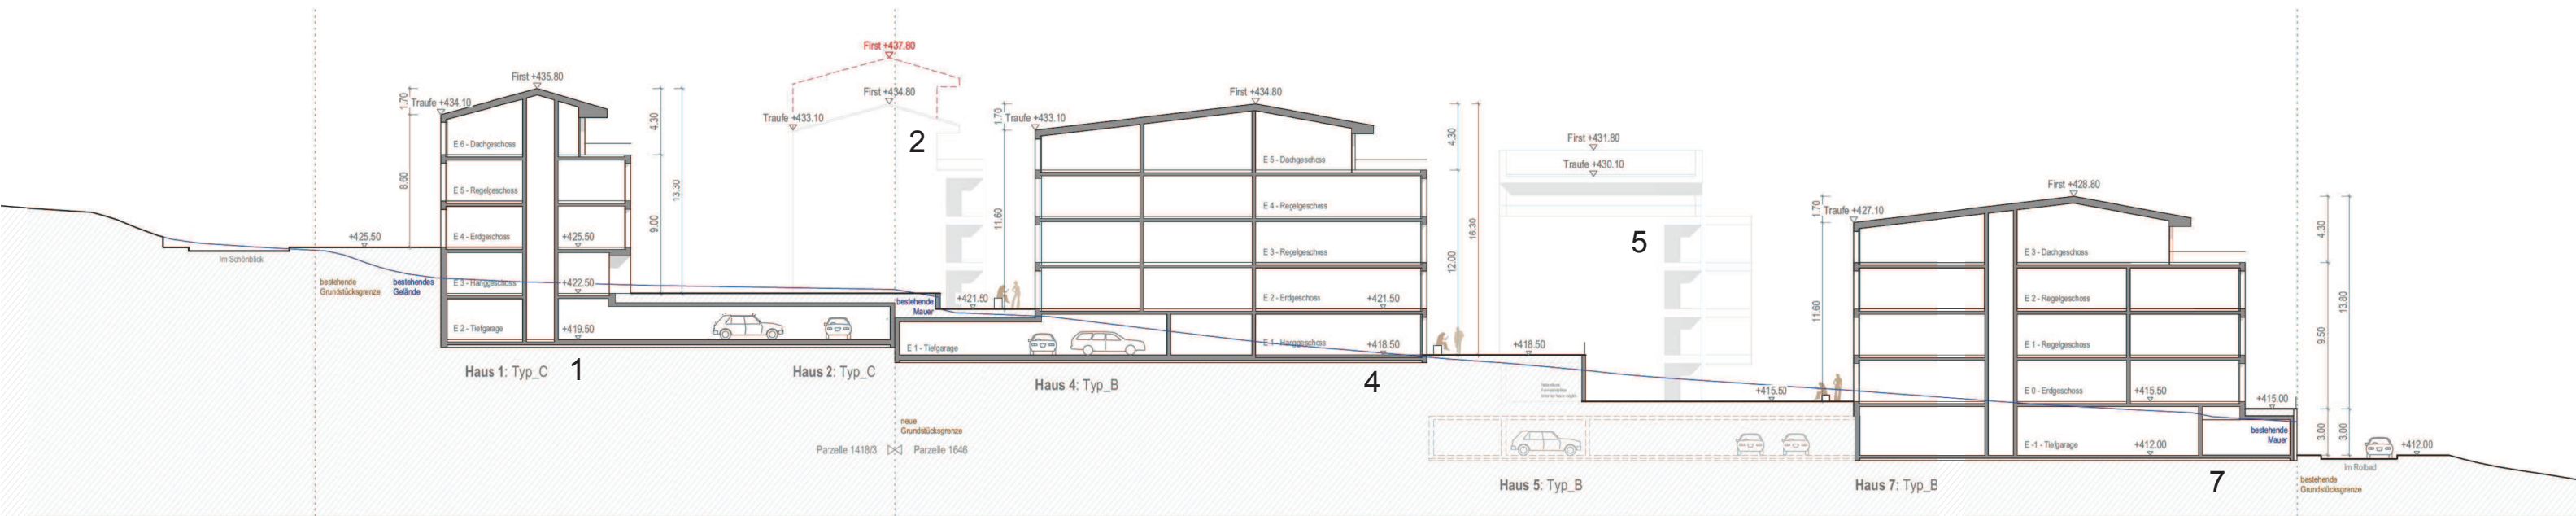 First +435.80
1.70
Traufe +434.10
8.60
E 6 - Dachgeschoss
E 5 - Regelgeschoss
E 4 - Erdgeschoss
+425.50
E 3 - Hanggeschoss
+422.50
E 2 - Tiefgarage
+419.50
4.30
9.00
13.30
+425.50
Im Schönblick
bestehende
Grundstücksgrenze
bestehendes
Gelände
Haus 1: Typ_C
1
First +437.80
First +434.80
Traufe +433.10
2
Haus 2: Typ_C
bestehende
Mauer
+421.50
neue
Grundstücksgrenze
Parzelle 1418/3
Parzelle 1646
First +434.80
1.70
Traufe +433.10
11.60
E 5 - Dachgeschoss
E 4 - Regelgeschoss
E 3 - Regelgeschoss
E 2 - Erdgeschoss
+421.50
E 1 - Hanggeschoss
+418.50
E 1 - Tiefgarage
4.30
12.00
16.30
Haus 4: Typ_B
4
First +431.80
Traufe +430.10
5
+418.50
+415.50
Haus 5: Typ_B
First +428.80
1.70
Traufe +427.10
11.60
E 3 - Dachgeschoss
E 2 - Regelgeschoss
E 1 - Regelgeschoss
E 0 - Erdgeschoss
+415.50
E -1 - Tiefgarage
+412.00
+415.00
bestehende
Mauer
4.30
9.50
3.00
13.80
3.00
Haus 7: Typ_B
7
+412.00
Im Rotbad
bestehende
Grundstücksgrenze